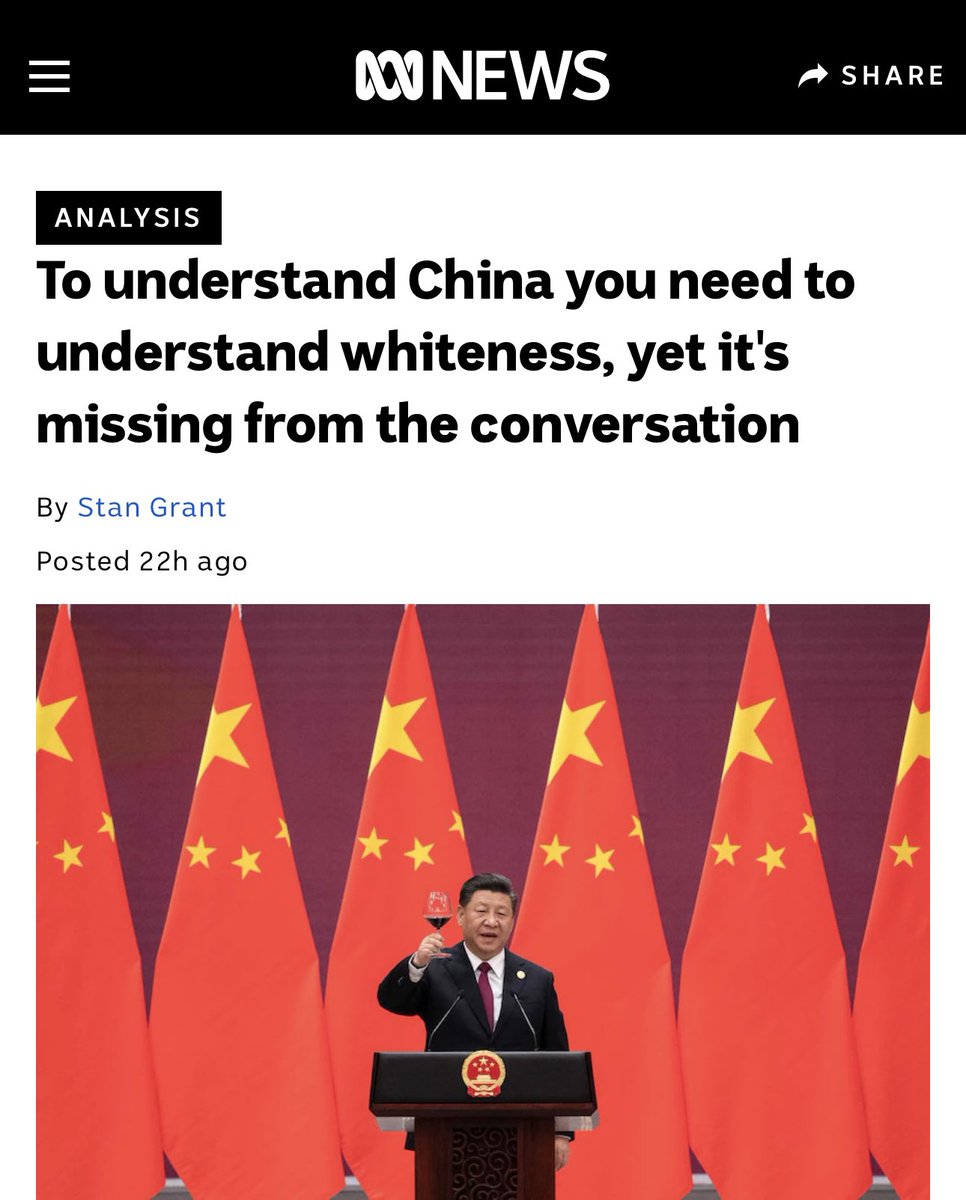 NEWS
SHARE
ANALYSIS
To understand China you need to
understand whiteness, yet it's
missing from the conversation
By Stan Grant
Posted 22h ago